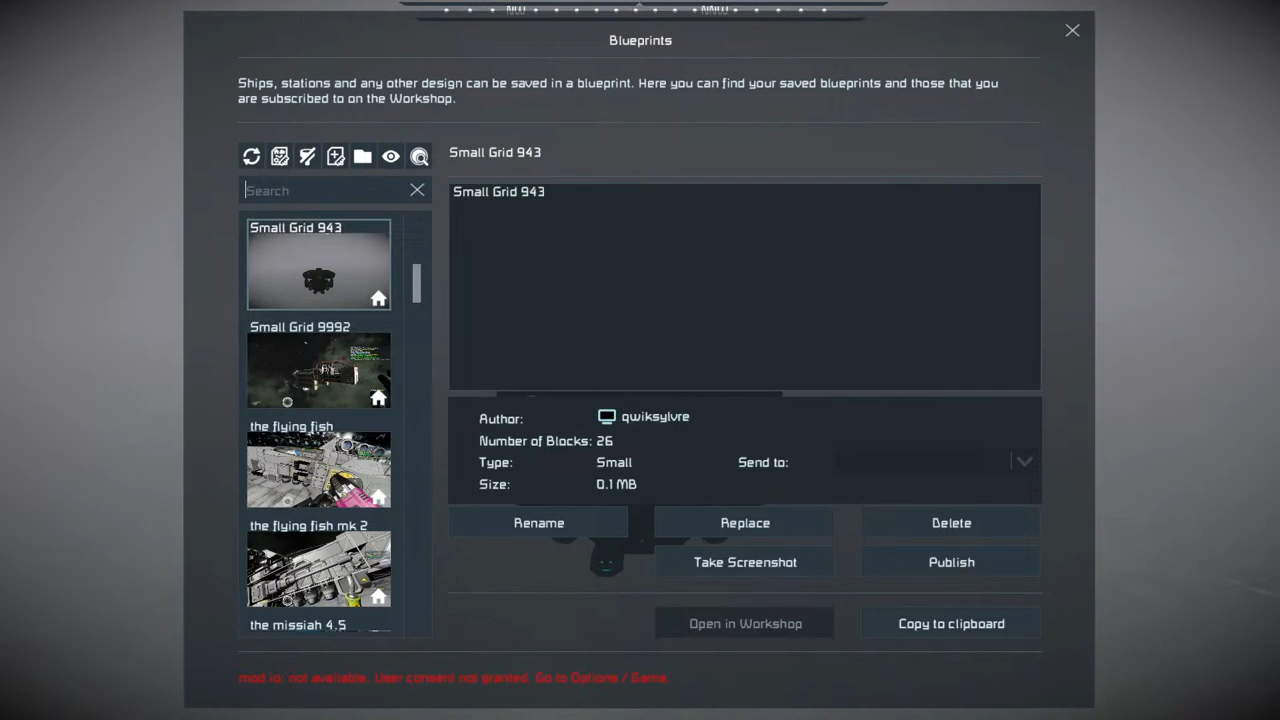 NW
NNW
Blueprints
Ships, stations and any other design can be saved in a blueprint. Here you can find your saved blueprints and those that you
are subscribed to on the Workshop.
Small Grid 943
Search
Small Grid 943
Small Grid 943
Small Grid 9992
the flying fish
the flying fish mk 2
the missiah 4.5
Author: qwiksylvre
Number of Blocks: 26
Type: Small
Send to:
Size: 0.1 MB
Rename
Replace
Delete
Take Screenshot
Publish
Open in Workshop
Copy to clipboard
mod.io: not available. User consent not granted. Go to Options / Game.